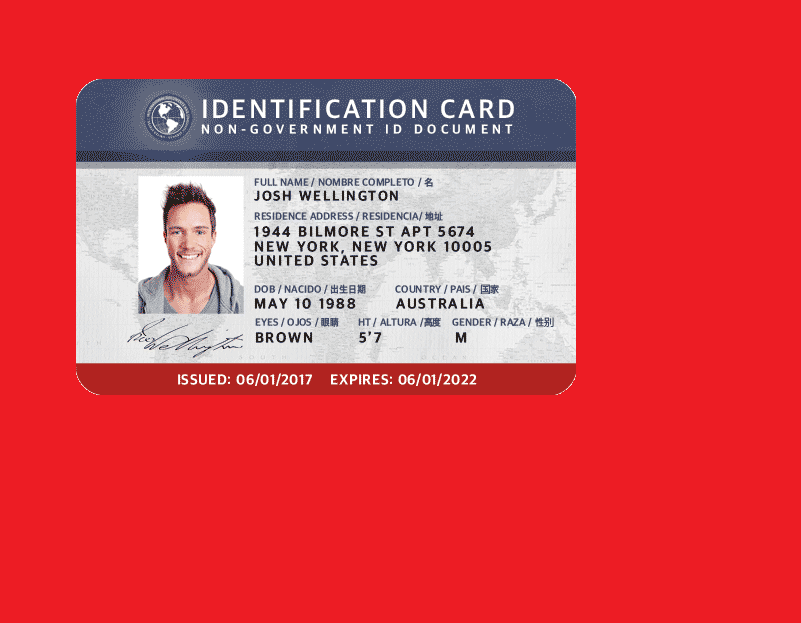 IDENTIFICATION CARD
NON-GOVERNMENT ID DOCUMENT
FULL NAME / NOMBRE COMPLETO / 名
JOSH WELLINGTON
RESIDENCE ADDRESS / RESIDENCIA/ 地址
1944 BILMORE ST APT 5674
NEW YORK, NEW YORK 10005
UNITED STATES
DOB / NACIDO / 出生日期 COUNTRY / PAIS / 国家
MAY 10 1988 AUSTRALIA
EYES / OJOS / 眼睛 HT / ALTURA /高度 GENDER / RAZA / 性别
BROWN 5'7 M
ISSUED: 06/01/2017 EXPIRES: 06/01/2022